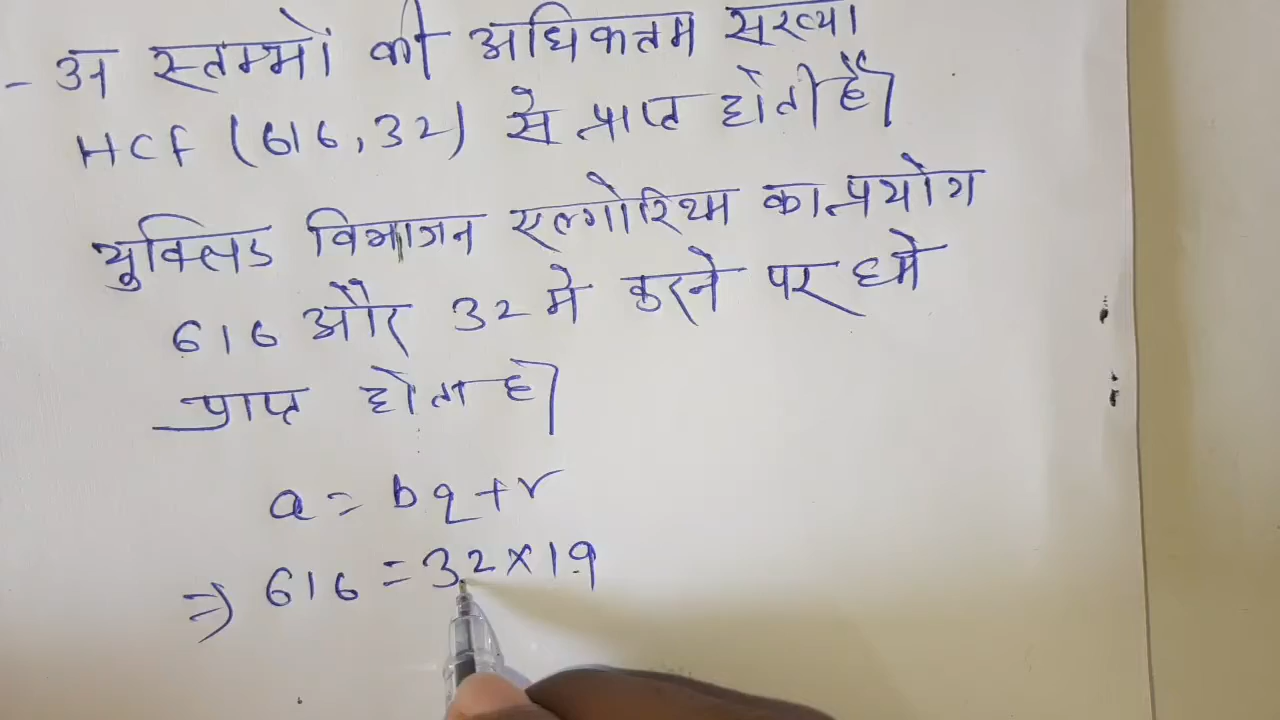 - अ स्तम्भों की अधिकतम संख्या
HCF (616,32) से प्राप्त होती है।
युक्लिड विभाजन एल्गोरिथ्म का प्रयोग
616 और 32 मे करने पर हमे
प्राप्त होता है।
a = bq+r
⇒ 616 = 32×19